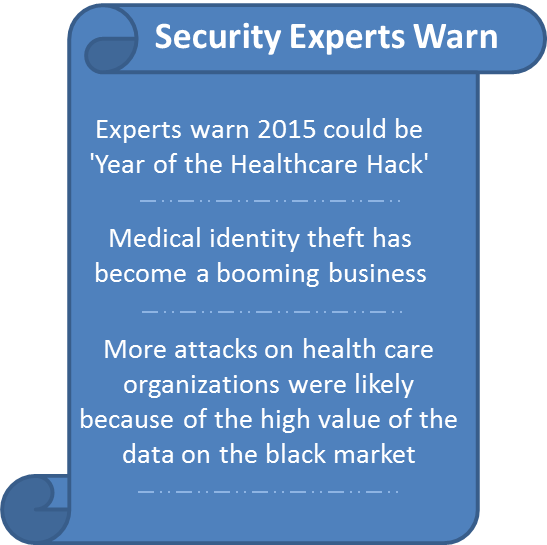 Security Experts Warn
Experts warn 2015 could be
'Year of the Healthcare Hack'
Medical identity theft has
become a booming business
More attacks on health care
organizations were likely
because of the high value of the
data on the black market